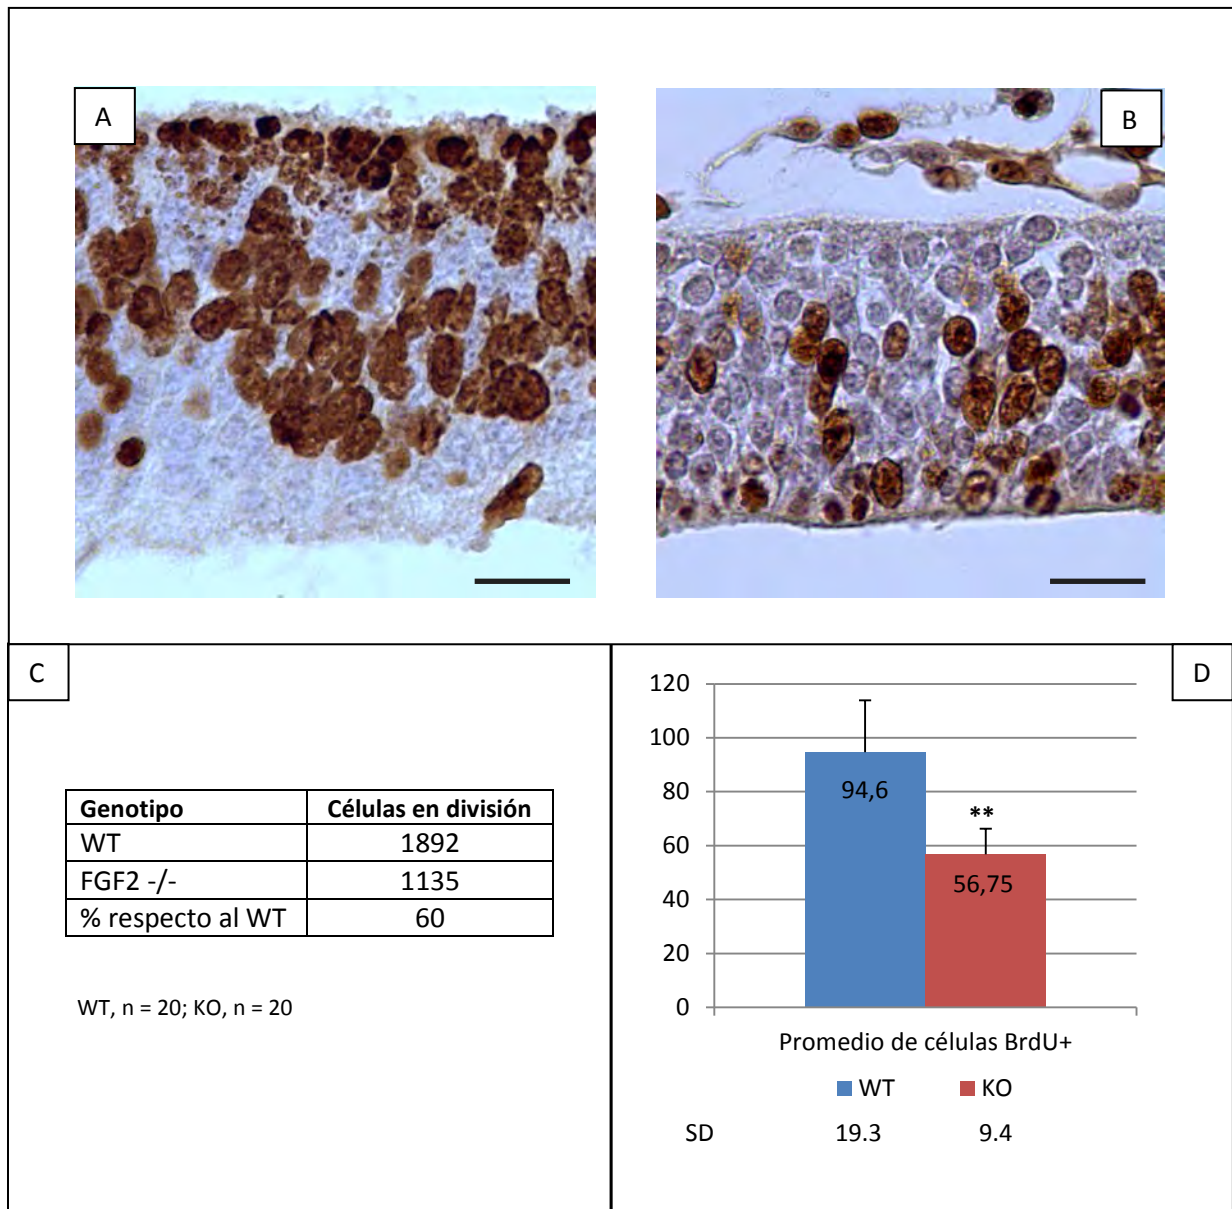 A
B
C
Genotipo Células en división
WT 1892
FGF2 -/- 1135
% respecto al WT 60
WT, n = 20; KO, n = 20
D
120
100
80
60
40
20
0
94,6
**
56,75
Promedio de células BrdU+
WT KO
SD 19.3 9.4